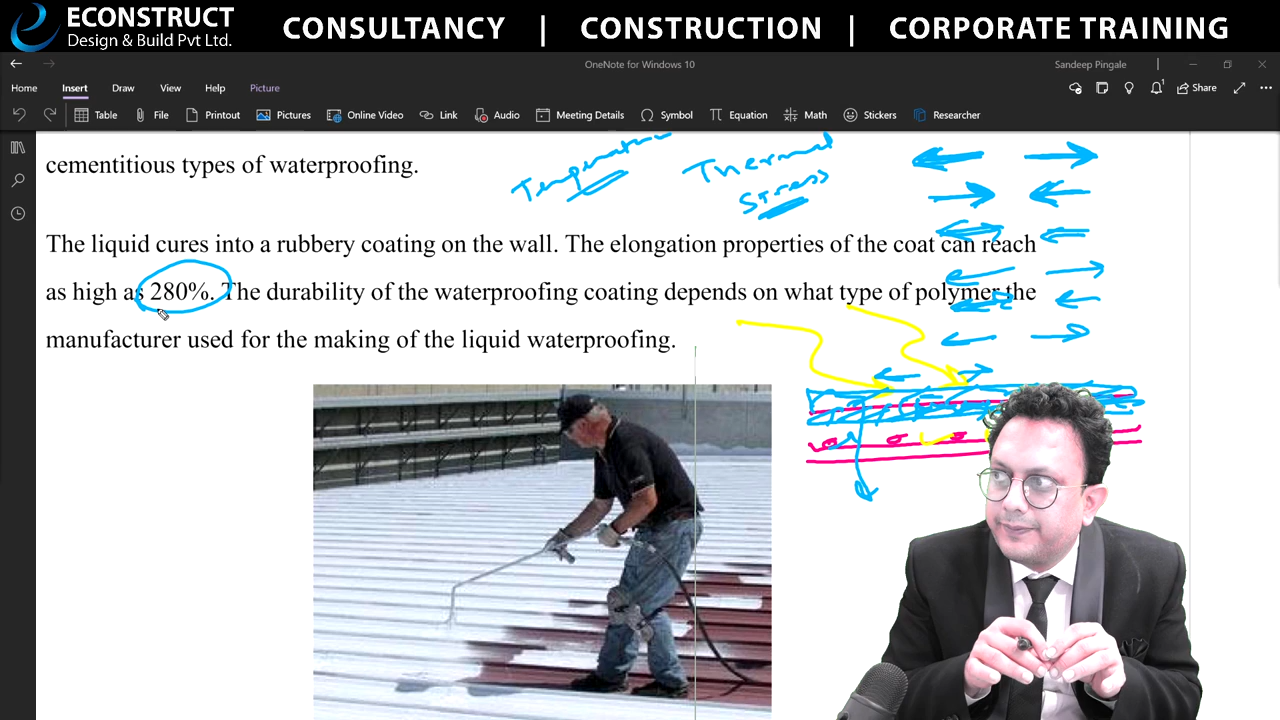 ECONSTRUCT
Design & Build Pvt Ltd.
CONSULTANCY | CONSTRUCTION | CORPORATE TRAINING
OneNote for Windows 10
Sandeep Pingale
Home Insert Draw View Help Picture
1 Share
Table File Printout Pictures Online Video Link Audio Meeting Details Symbol Equation Math Stickers Researcher
cementitious types of waterproofing.
Temperature
Thermal
Stress
The liquid cures into a rubbery coating on the wall. The elongation properties of the coat can reach
as high as 280%. The durability of the waterproofing coating depends on what type of polymer the
manufacturer used for the making of the liquid waterproofing.